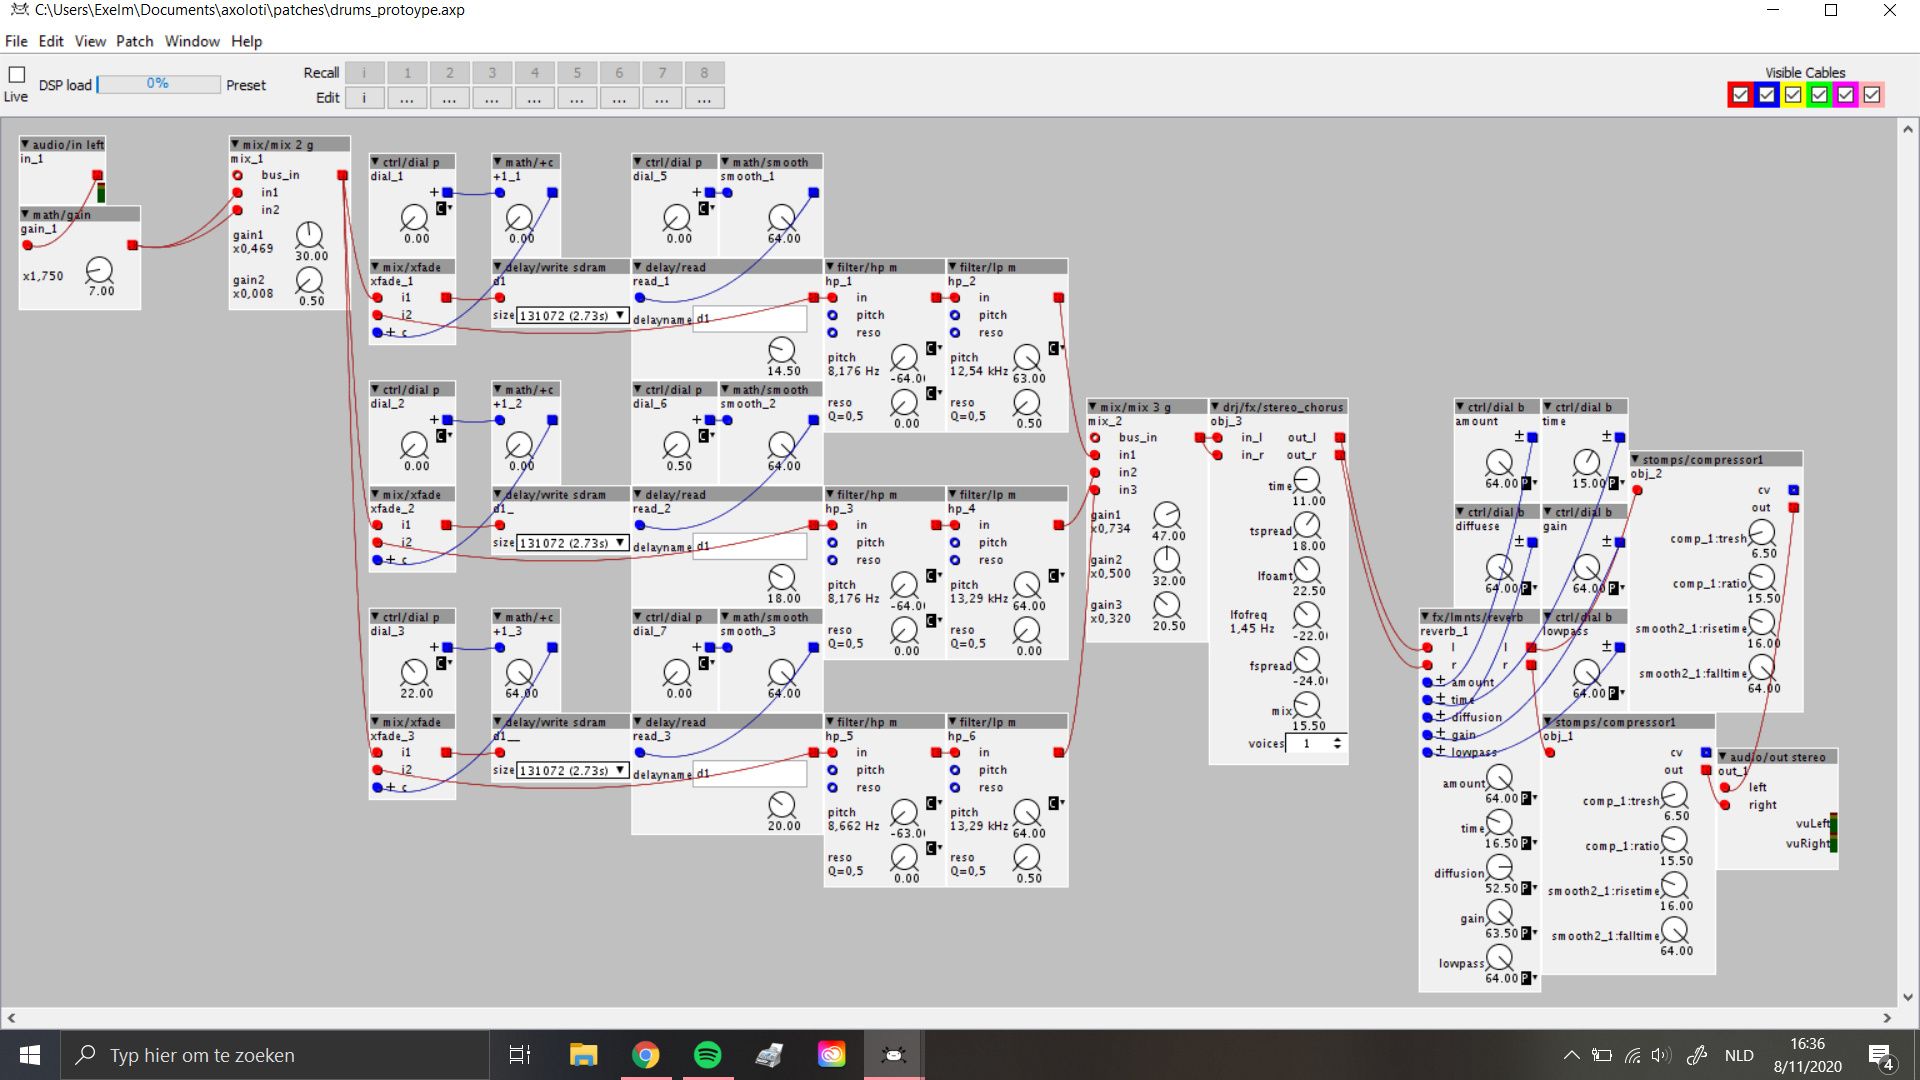 C:\Users\Exelm\Documents\axoloti\patches\drums_protoype.axp
File Edit View Patch Window Help
Live
DSP load 0% Preset
Recall i 1 2 3 4 5 6 7 8
Edit i ... ... ... ... ... ... ... ...
Visible Cables
audio/in left
in_1
math/gain
gain_1
x1,750
7.00
mix/mix 2 g
mix_1
bus_in
in1
in2
gain1
x0,469
30.00
gain2
x0,008
0.50
ctrl/dial p
dial_1
+
C
0.00
math/+c
+1_1
0.00
ctrl/dial p
dial_5
+
C
0.00
math/smooth
smooth_1
64.00
mix/xfade
xfade_1
i1
i2
+ c
delay/write sdram
d1
size 131072 (2.73s)
delay/read
read_1
delayname d1
14.50
filter/hp m
hp_1
in
pitch
reso
pitch
8,176 Hz
C
-64.0
reso
Q=0,5
C
0.00
filter/lp m
hp_2
in
pitch
reso
pitch
12,54 kHz
C
63.00
reso
Q=0,5
0.50
ctrl/dial p
dial_2
+
C
0.00
math/+c
+1_2
0.00
ctrl/dial p
dial_6
+
C
0.50
math/smooth
smooth_2
64.00
mix/xfade
xfade_2
i1
i2
+ c
delay/write sdram
d1_
size 131072 (2.73s)
delay/read
read_2
delayname d1
18.00
filter/hp m
hp_3
in
pitch
reso
pitch
8,176 Hz
C
-64.0
reso
Q=0,5
C
0.00
filter/lp m
hp_4
in
pitch
reso
pitch
13,29 kHz
C
64.00
reso
Q=0,5
0.00
ctrl/dial p
dial_3
+
C
22.00
math/+c
+1_3
64.00
ctrl/dial p
dial_7
+
C
0.00
math/smooth
smooth_3
64.00
mix/xfade
xfade_3
i1
i2
+ c
delay/write sdram
d1__
size 131072 (2.73s)
delay/read
read_3
delayname d1
20.00
filter/hp m
hp_5
in
pitch
reso
pitch
8,662 Hz
C
-63.0
reso
Q=0,5
C
0.00
filter/lp m
hp_6
in
pitch
reso
pitch
13,29 kHz
C
64.00
reso
Q=0,5
0.50
mix/mix 3 g
mix_2
bus_in
in1
in2
in3
gain1
x0,734
47.00
gain2
x0,500
32.00
gain3
x0,320
20.50
drj/fx/stereo_chorus
obj_3
in_l out_l
in_r out_r
time
11.00
tspread
18.00
lfoamt
22.50
lfofreq
1,45 Hz
-22.0
fspread
-24.0
mix
15.50
voices 1
ctrl/dial b
amount
±
64.00 P
ctrl/dial b
time
±
15.00 P
ctrl/dial b
diffuese
±
64.00 P
ctrl/dial b
gain
±
64.00 P
fx/lmnts/reverb
reverb_1
l l
r r
± amount
± time
± diffusion
± gain
± lowpass
amount
64.00 P
time
16.50 P
diffusion
52.50 P
gain
63.50 P
lowpass
64.00 P
ctrl/dial b
lowpass
±
64.00 P
stomps/compressor1
obj_2
cv
out
comp_1:tresh
6.50
comp_1:ratio
15.50
smooth2_1:risetime
16.00
smooth2_1:falltime
64.00
stomps/compressor1
obj_1
cv
out
comp_1:tresh
6.50
comp_1:ratio
15.50
smooth2_1:risetime
16.00
smooth2_1:falltime
64.00
audio/out stereo
out_1
left
right
vuLeft
vuRight
Typ hier om te zoeken
NLD
16:36
8/11/2020
4